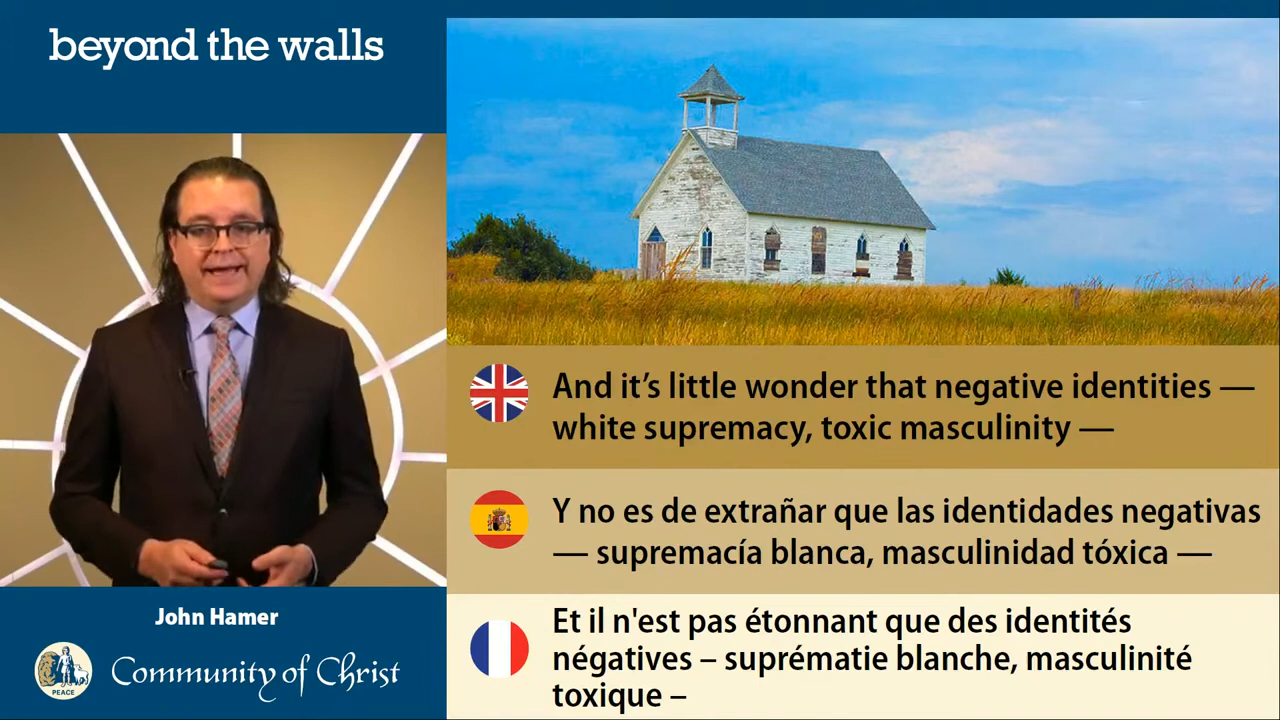 beyond the walls
And it’s little wonder that negative identities —
white supremacy, toxic masculinity —
Y no es de extrañar que las identidades negativas
— supremacía blanca, masculinidad tóxica —
Et il n'est pas étonnant que des identités
négatives – suprématie blanche, masculinité
toxique –
John Hamer
PEACE
Community of Christ